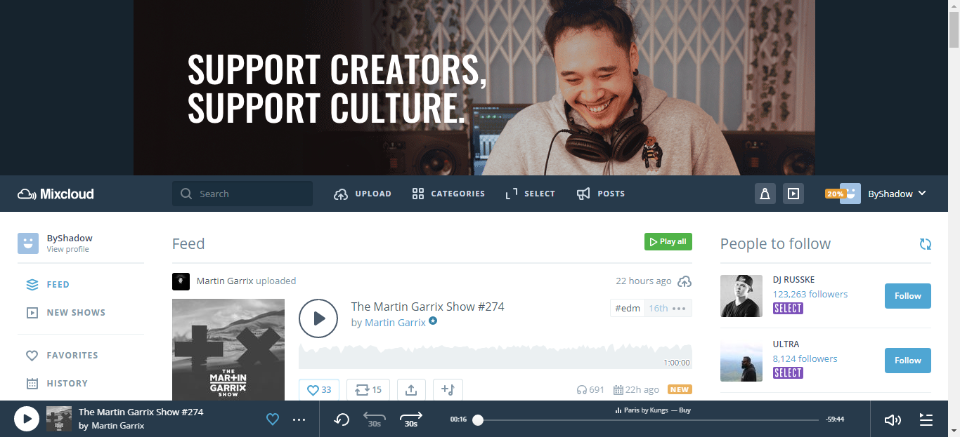 SUPPORT CREATORS,
SUPPORT CULTURE.
Mixcloud
Search
UPLOAD
CATEGORIES
SELECT
POSTS
20%
ByShadow
ByShadow
View profile
FEED
NEW SHOWS
FAVORITES
HISTORY
Feed
Play all
Martin Garrix uploaded
22 hours ago
The Martin Garrix Show #274
by Martin Garrix
#edm 16th •••
THE
MARTIN
GARRIX
SHOW
1:00:00
33
15
691
22h ago
NEW
People to follow
DJ RUSSKE
123,263 followers
SELECT
Follow
ULTRA
8,124 followers
SELECT
Follow
The Martin Garrix Show #274
by Martin Garrix
30s
30s
00:16
Paris by Kungs — Buy
-59:44